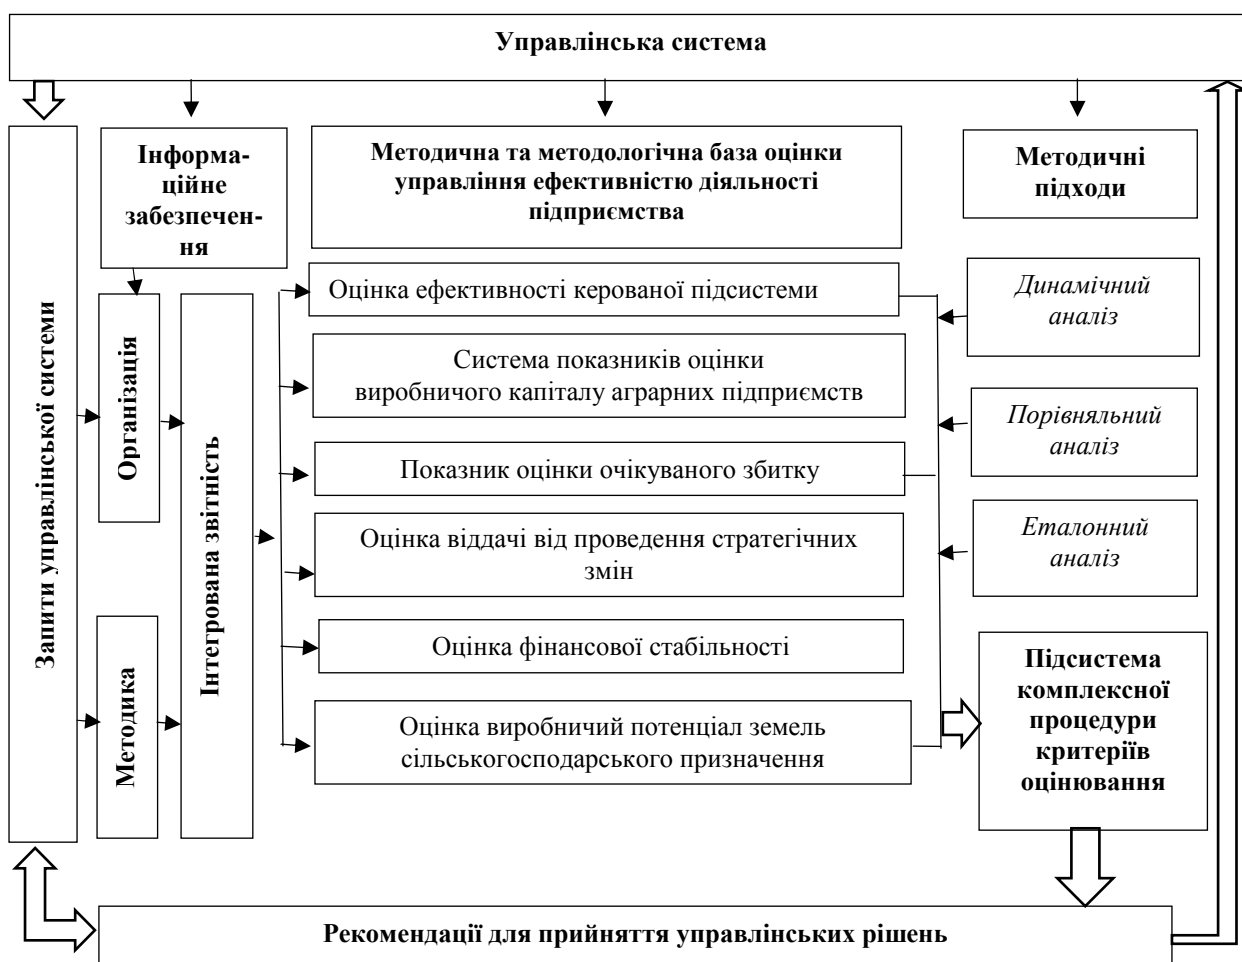 Управлінська система
Запити управлінської системи
Інформа-
ційне
забезпечен-
ня
Методична та методологічна база оцінки
управління ефективністю діяльності
підприємства
Методичні
підходи
Організація
Методика
Інтегрована звітність
Оцінка ефективності керованої підсистеми
Система показників оцінки
виробничого капіталу аграрних підприємств
Показник оцінки очікуваного збитку
Оцінка віддачі від проведення стратегічних
змін
Оцінка фінансової стабільності
Оцінка виробничий потенціал земель
сільськогосподарського призначення
Динамічний
аналіз
Порівняльний
аналіз
Еталонний
аналіз
Підсистема
комплексної
процедури
критеріїв
оцінювання
Рекомендації для прийняття управлінських рішень